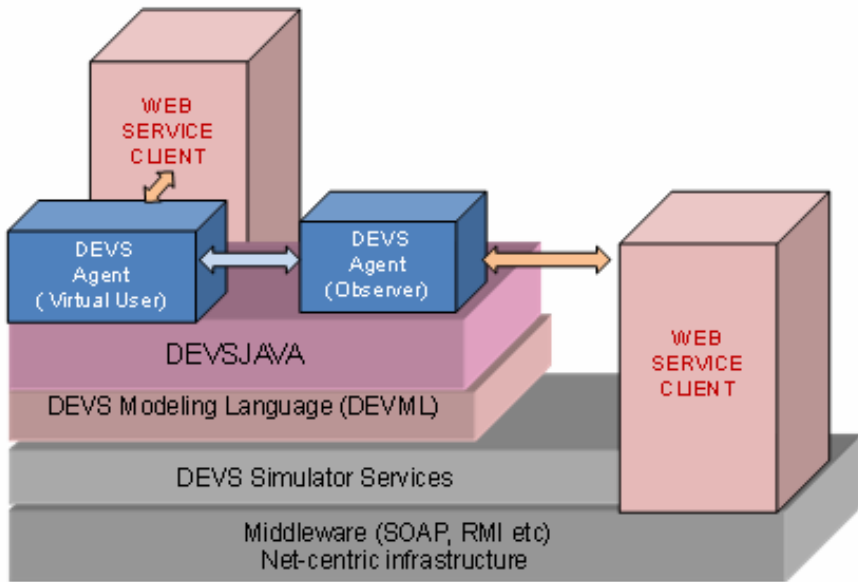 WEB
SERVICE
CLIENT
DEVS
Agent
( Virtual User)
DEVS
Agent
(Observer)
WEB
SERVICE
CLIENT
DEVSJAVA
DEVS Modeling Language (DEVML)
DEVS Simulator Services
Middleware (SOAP, RMI etc)
Net-centric infrastructure